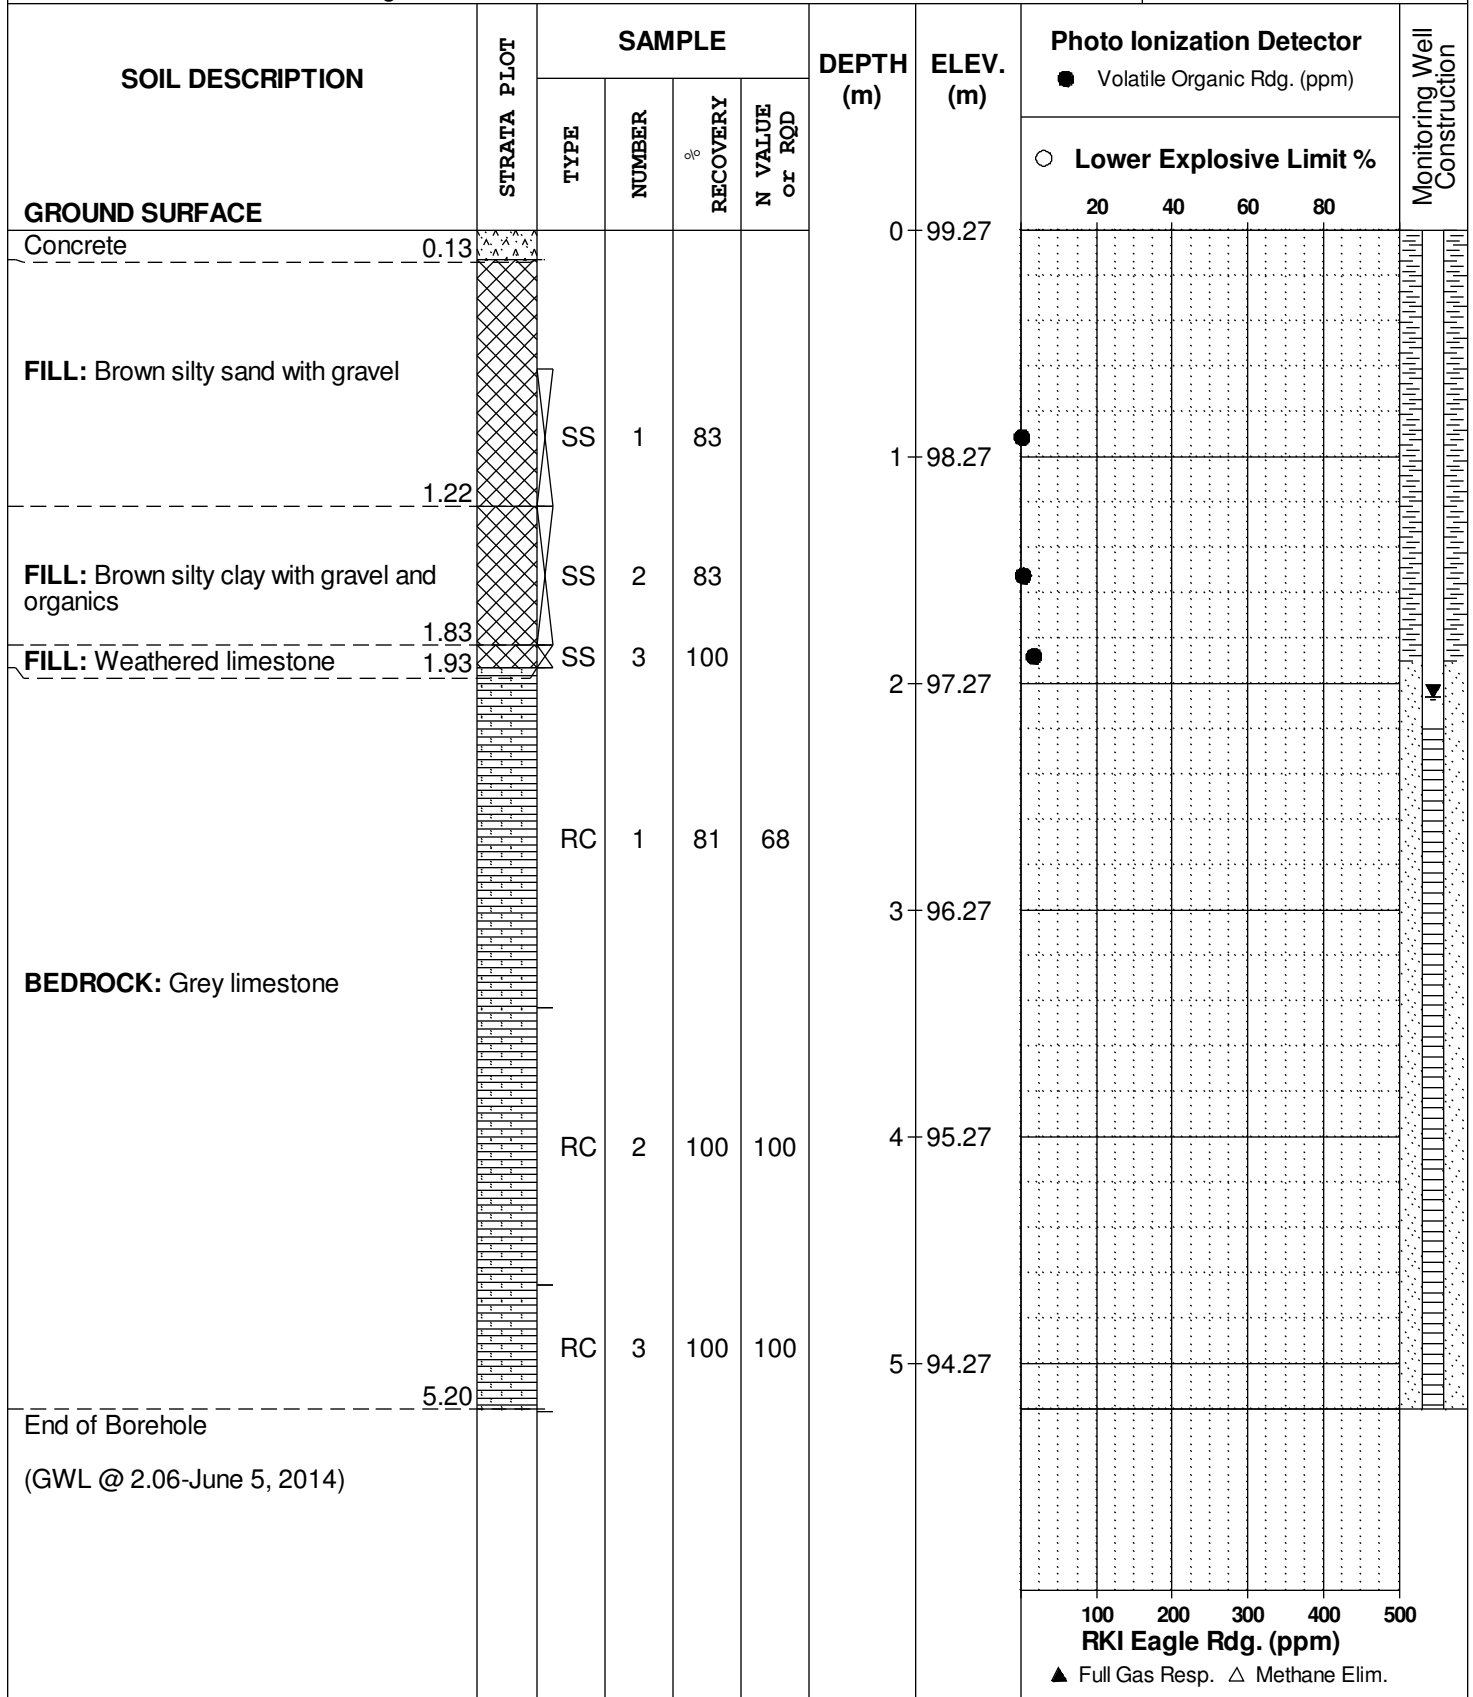 SOIL DESCRIPTION
GROUND SURFACE
STRATA PLOT
SAMPLE
TYPE
NUMBER
% RECOVERY
N VALUE or RQD
DEPTH (m)
ELEV. (m)
Photo Ionization Detector
● Volatile Organic Rdg. (ppm)
○ Lower Explosive Limit %
20 40 60 80
Monitoring Well Construction
0 99.27
Concrete 0.13
FILL: Brown silty sand with gravel
SS 1 83
1 98.27
1.22
FILL: Brown silty clay with gravel and
organics
SS 2 83
1.83
FILL: Weathered limestone 1.93
SS 3 100
2 97.27
RC 1 81 68
3 96.27
BEDROCK: Grey limestone
RC 2 100 100
4 95.27
RC 3 100 100
5 94.27
5.20
End of Borehole
(GWL @ 2.06-June 5, 2014)
100 200 300 400 500
RKI Eagle Rdg. (ppm)
▲ Full Gas Resp. △ Methane Elim.